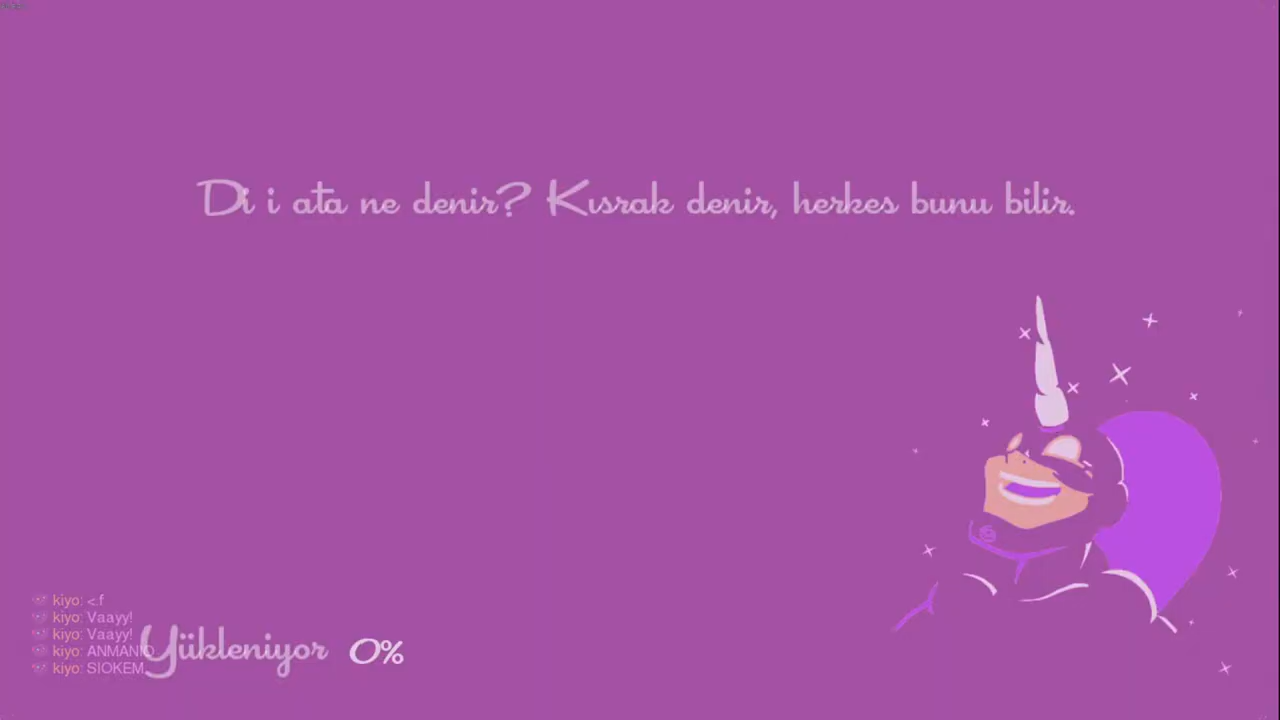 Di i ata ne denir? Kısrak denir, herkes bunu bilir.
kiyo: <.f
kiyo: Vaayy!
kiyo: Vaayy!
kiyo: ANMANIO
kiyo: SIOKEM
Yükleniyor 0%